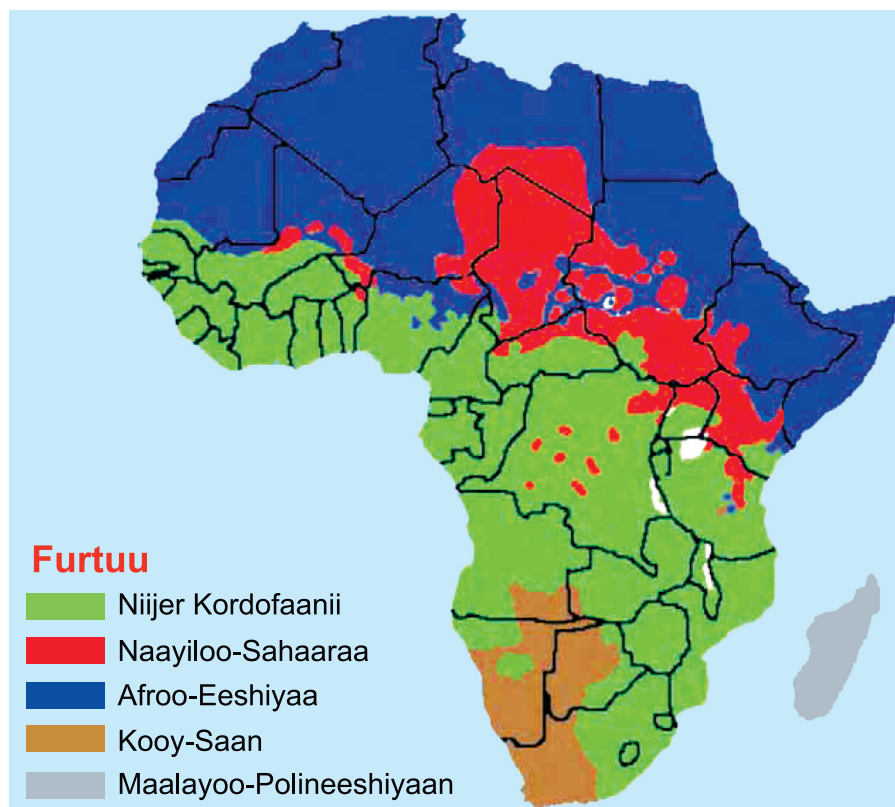 Furtuu
Niijer Kordofaanii
Naayiloo-Sahaaraa
Afroo-Eeshiyaa
Kooy-Saan
Maalayoo-Polineeshiyaan